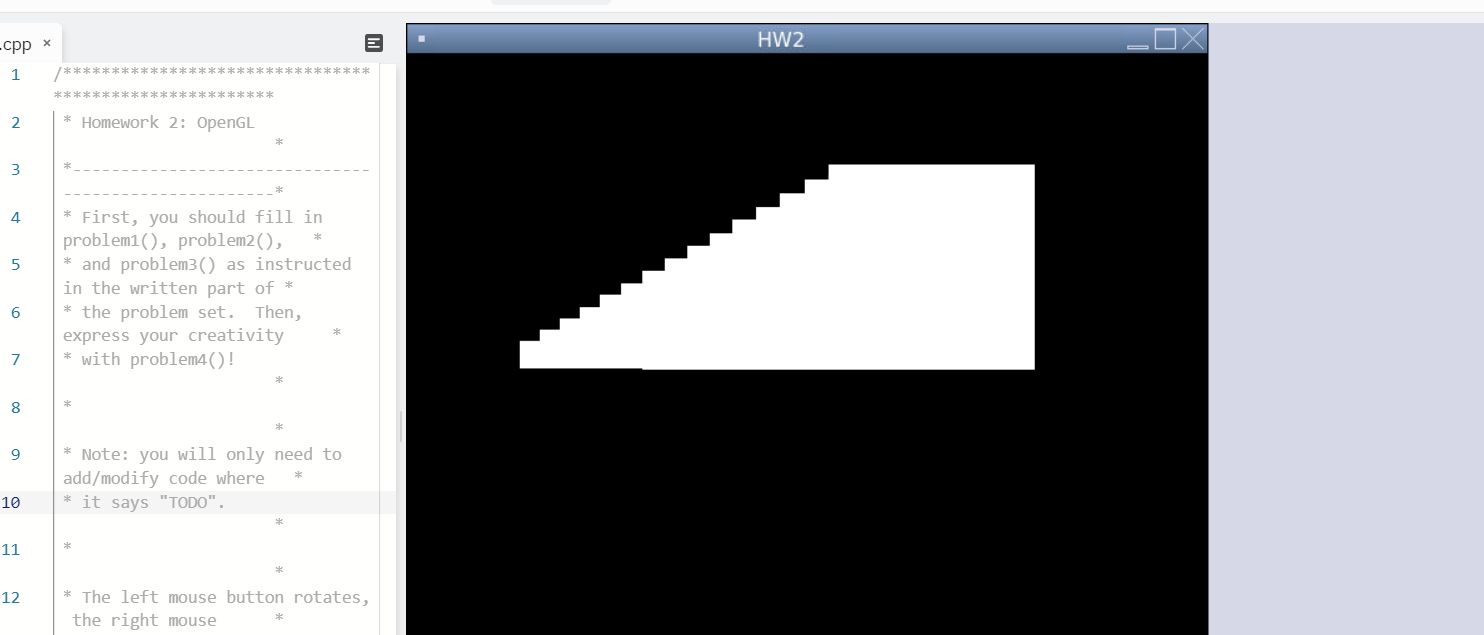 .cpp ×
HW2
1 /********************************
***********************
2 * Homework 2: OpenGL
*
3 *-------------------------------
----------------------*
4 * First, you should fill in
problem1(), problem2(),   *
5 * and problem3() as instructed
in the written part of *
6 * the problem set.  Then,
express your creativity     *
7 * with problem4()!
*
8 *
*
9 * Note: you will only need to
add/modify code where   *
10 * it says "TODO".
*
11 *
*
12 * The left mouse button rotates,
the right mouse      *